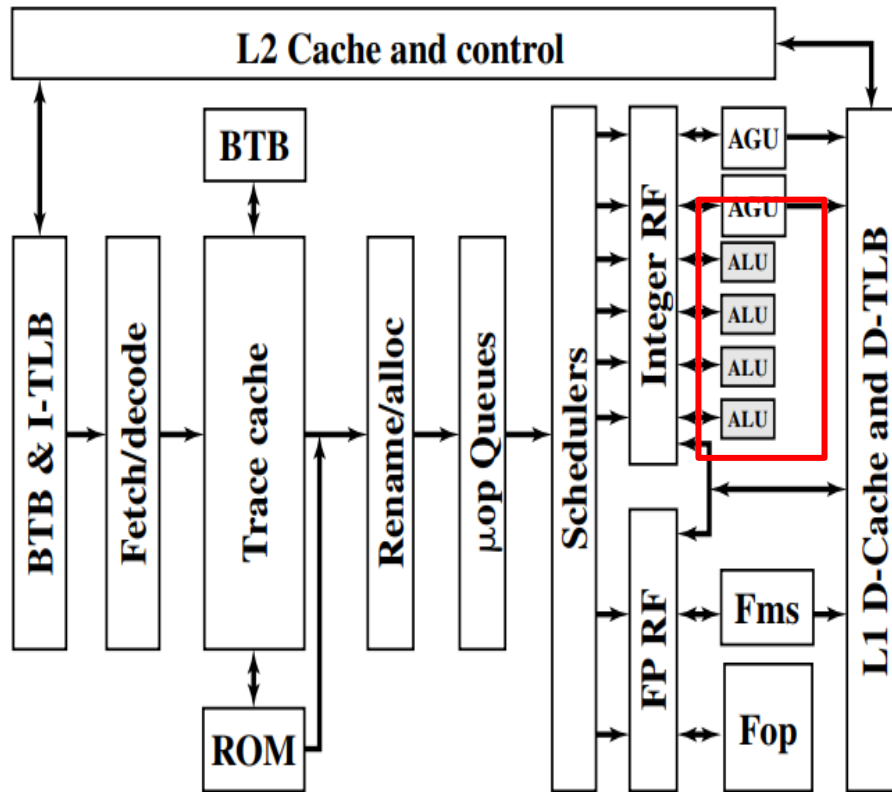 L2 Cache and control
BTB
BTB & I-TLB
Fetch/decode
Trace cache
ROM
Rename/alloc
μop Queues
Schedulers
Integer RF
FP RF
AGU
AGU
ALU
ALU
ALU
ALU
Fms
Fop
L1 D-Cache and D-TLB